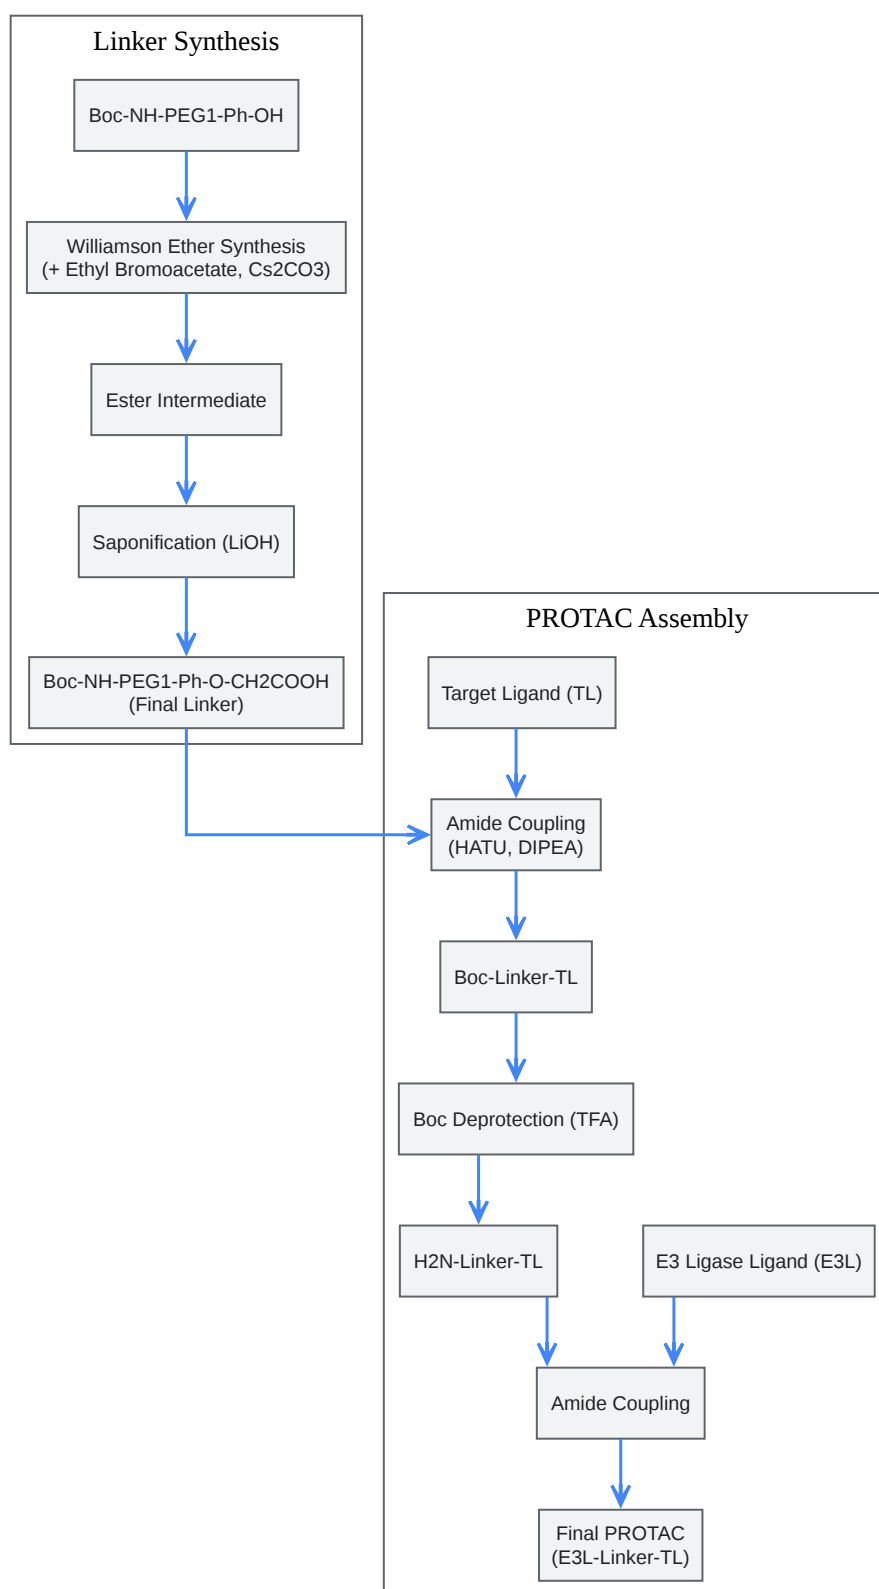 Linker Synthesis
Boc-NH-PEG1-Ph-OH
Williamson Ether Synthesis
(+ Ethyl Bromoacetate, Cs2CO3)
Ester Intermediate
Saponification (LiOH)
Boc-NH-PEG1-Ph-O-CH2COOH
(Final Linker)
PROTAC Assembly
Target Ligand (TL)
Amide Coupling
(HATU, DIPEA)
Boc-Linker-TL
Boc Deprotection (TFA)
H2N-Linker-TL
E3 Ligase Ligand (E3L)
Amide Coupling
Final PROTAC
(E3L-Linker-TL)